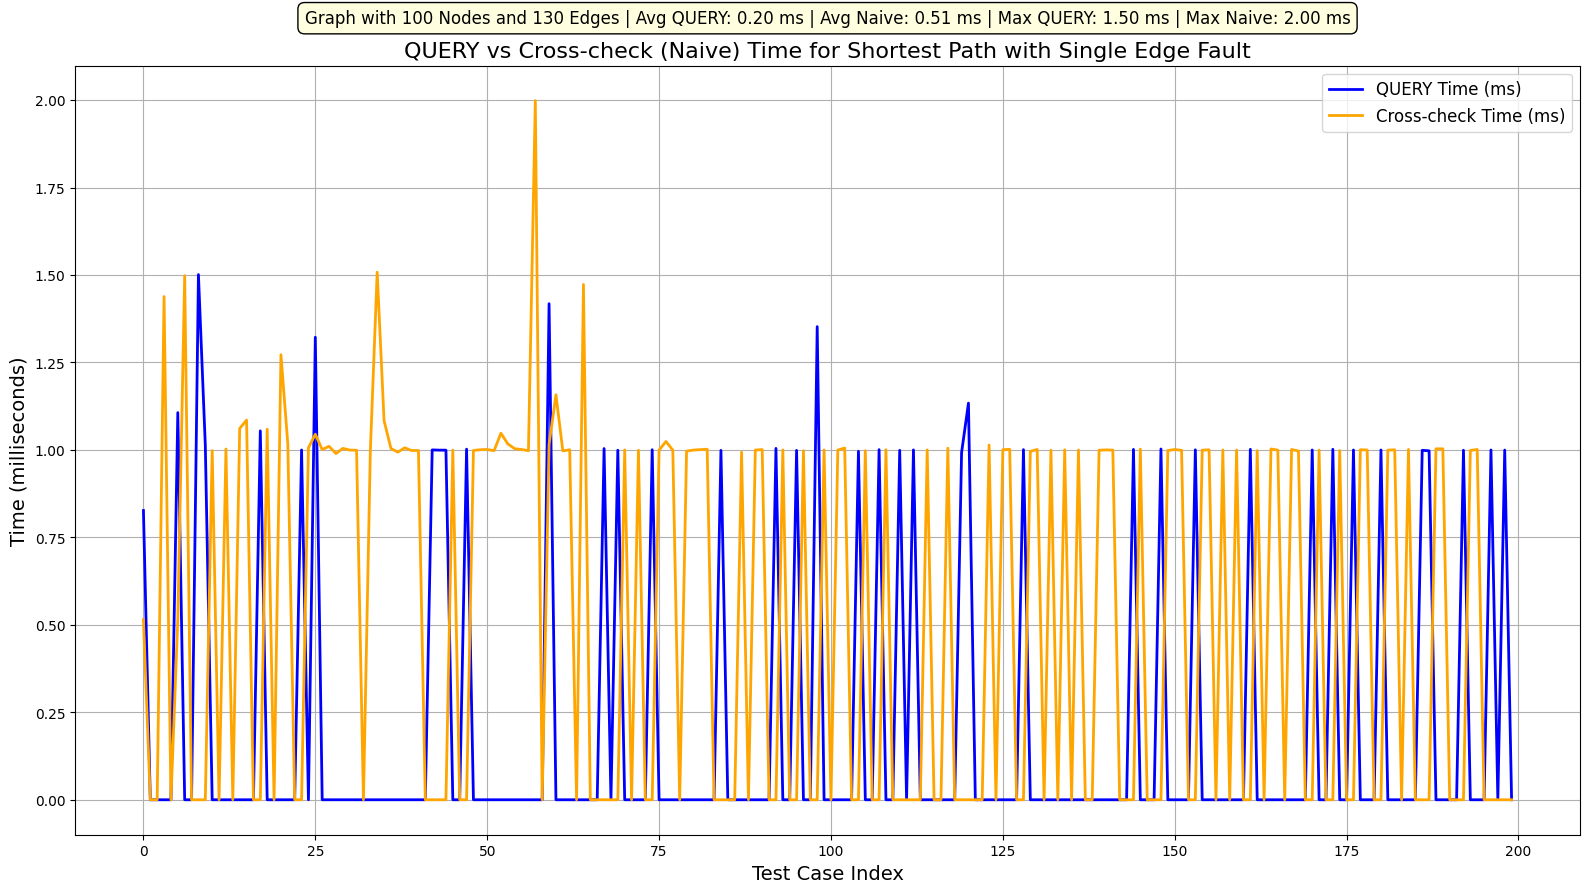 Graph with 100 Nodes and 130 Edges | Avg QUERY: 0.20 ms | Avg Naive: 0.51 ms | Max QUERY: 1.50 ms | Max Naive: 2.00 ms
QUERY vs Cross-check (Naive) Time for Shortest Path with Single Edge Fault
QUERY Time (ms)
Cross-check Time (ms)
Time (milliseconds)
2.00
1.75
1.50
1.25
1.00
0.75
0.50
0.25
0.00
0 25 50 75 100 125 150 175 200
Test Case Index